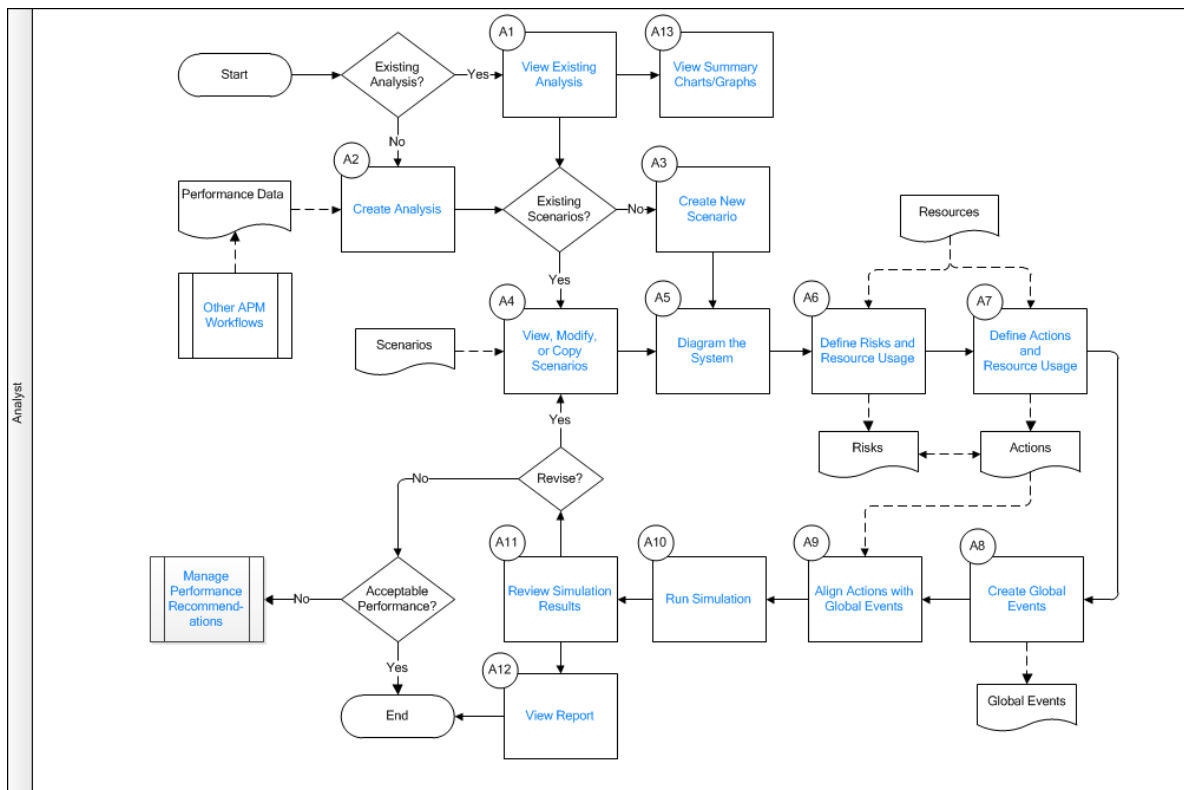 Analyst
Start
Existing
Analysis?
Yes
A1
View Existing
Analysis
A13
View Summary
Charts/Graphs
No
Performance Data
A2
Create Analysis
Existing
Scenarios?
No
A3
Create New
Scenario
Resources
Other APM
Workflows
Yes
Scenarios
A4
View, Modify,
or Copy
Scenarios
A5
Diagram the
System
A6
Define Risks and
Resource Usage
A7
Define Actions
and
Resource Usage
Yes
Risks
Actions
No
Revise?
Manage
Performance
Recommend-
ations
No
Acceptable
Performance?
A11
Review Simulation
Results
A10
Run Simulation
A9
Align Actions with
Global Events
A8
Create Global
Events
Yes
End
A12
View Report
Global Events